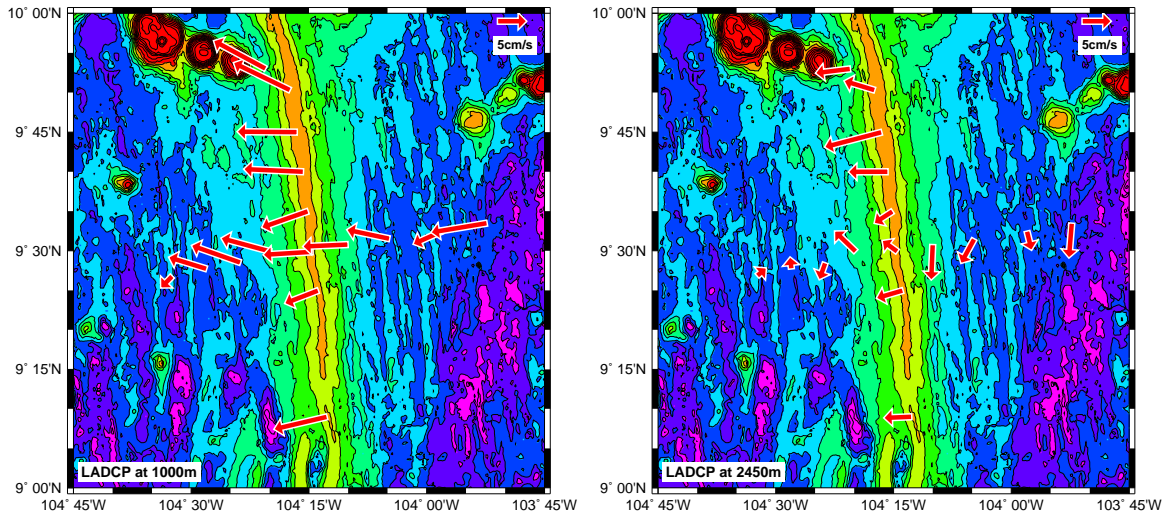 10° 00'N
9° 45'N
9° 30'N
9° 15'N
9° 00'N
5cm/s
LADCP at 1000m
104° 45'W 104° 30'W 104° 15'W 104° 00'W 103° 45'W
10° 00'N
9° 45'N
9° 30'N
9° 15'N
9° 00'N
5cm/s
LADCP at 2450m
104° 45'W 104° 30'W 104° 15'W 104° 00'W 103° 45'W